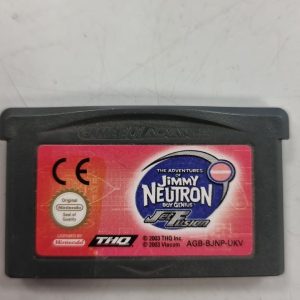 GAME BOY ADVANCE
CE
THE ADVENTURES OF
JIMMY
NEUTRON
BOY GENIUS
JET FUSION
Original
Nintendo
Seal of
Quality
LICENSED BY
Nintendo
THQ
© 2003 THQ Inc
© 2003 Viacom
AGB-BJNP-UKV